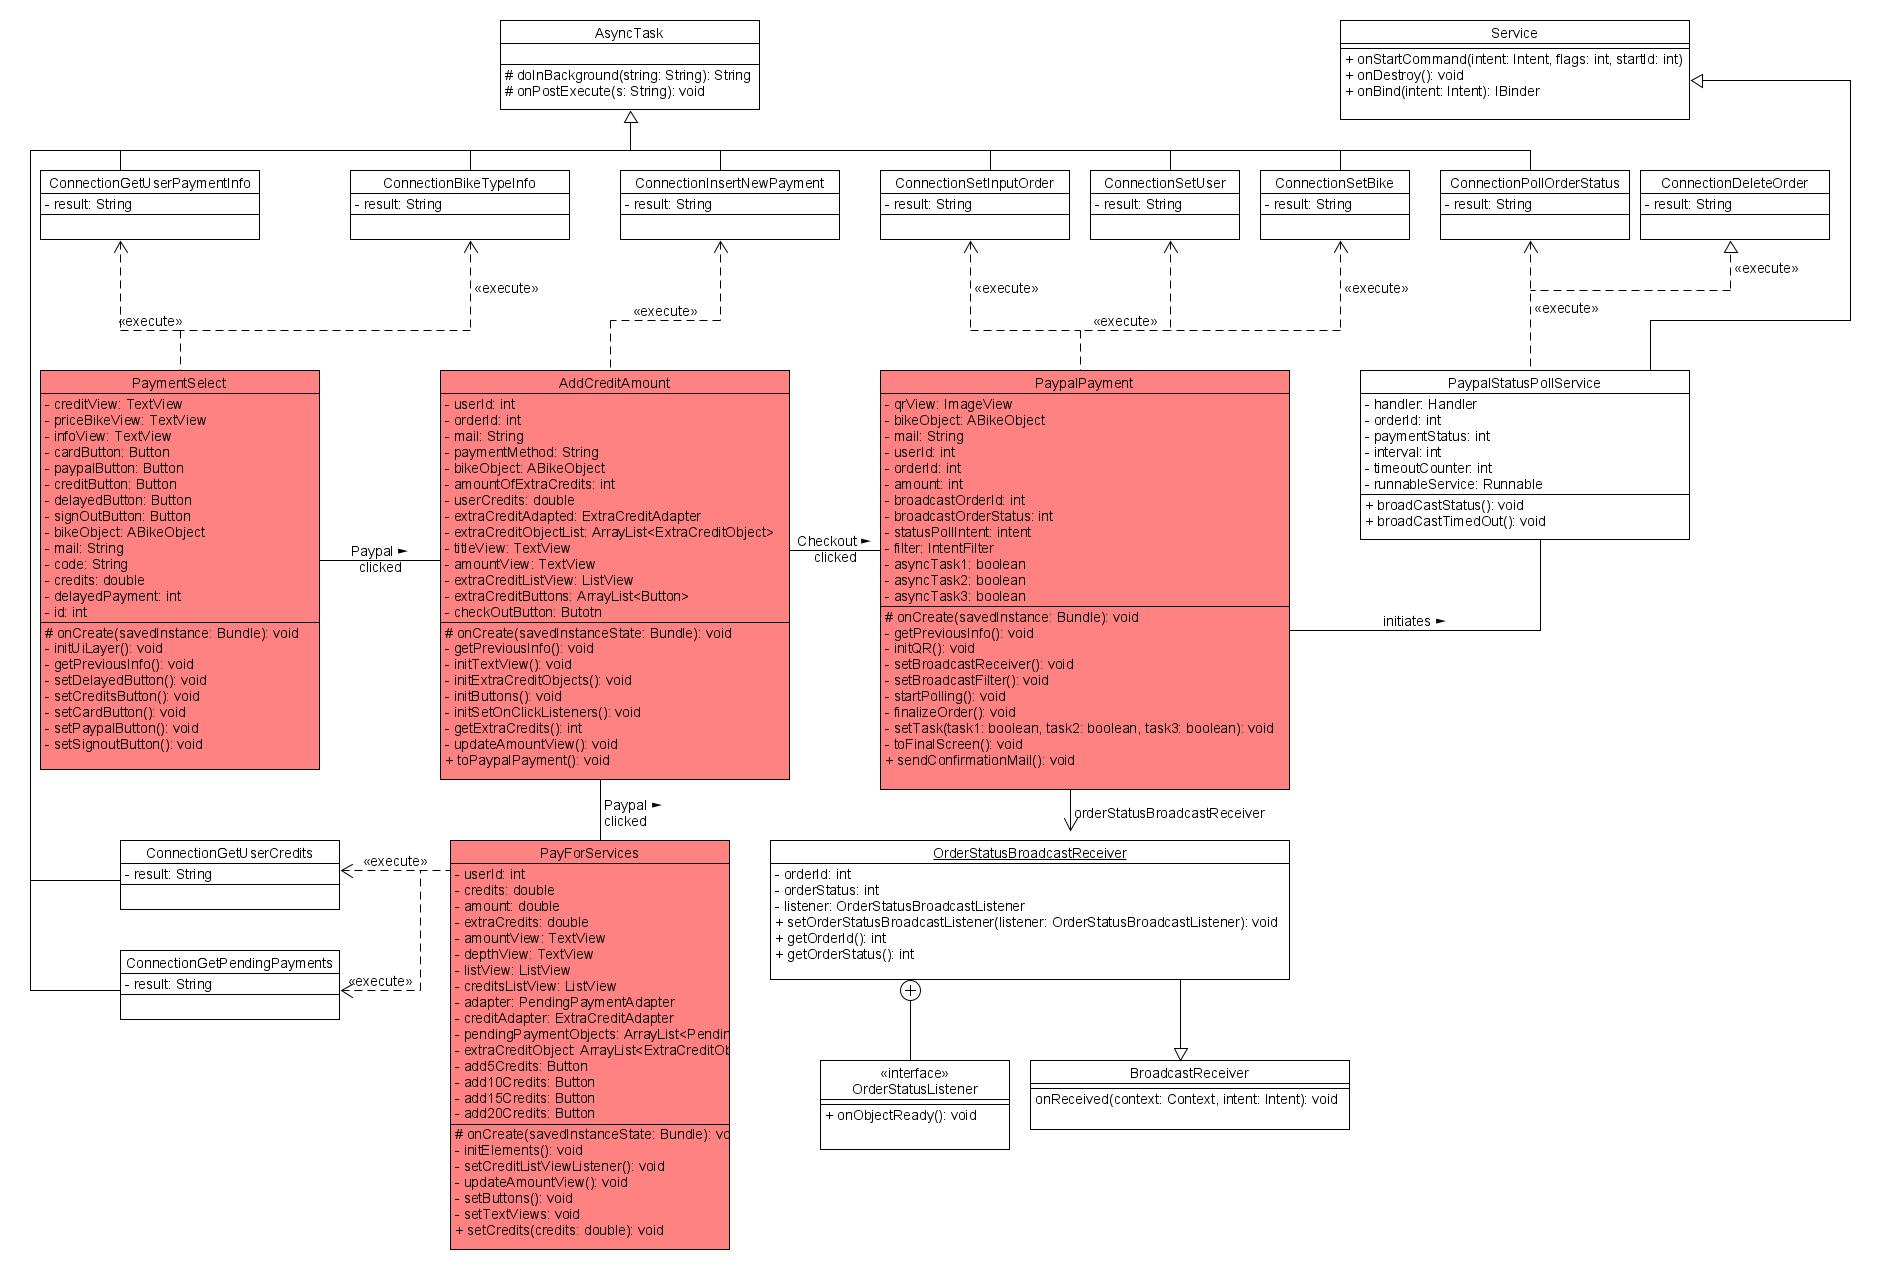 AsyncTask
# doInBackground(string: String): String
# onPostExecute(s: String): void
Service
+ onStartCommand(intent: Intent, flags: int, startId: int)
+ onDestroy(): void
+ onBind(intent: Intent): IBinder
ConnectionGetUserPaymentInfo
- result: String
ConnectionBikeTypeInfo
- result: String
ConnectionInsertNewPayment
- result: String
ConnectionSetInputOrder
- result: String
ConnectionSetUser
- result: String
ConnectionSetBike
- result: String
ConnectionPollOrderStatus
- result: String
ConnectionDeleteOrder
- result: String
«execute»
«execute»
«execute»
«execute»
«execute»
«execute»
«execute»
«execute»
PaymentSelect
- creditView: TextView
- priceBikeView: TextView
- infoView: TextView
- cardButton: Button
- paypalButton: Button
- creditButton: Button
- delayedButton: Button
- signOutButton: Button
- bikeObject: ABikeObject
- mail: String
- code: String
- credits: double
- delayedPayment: int
- id: int
# onCreate(savedInstance: Bundle): void
- initUiLayer(): void
- getPreviousInfo(): void
- setDelayedButton(): void
- setCreditsButton(): void
- setCardButton(): void
- setPaypalButton(): void
- setSignoutButton(): void
Paypal ►
clicked
AddCreditAmount
- userId: int
- orderId: int
- mail: String
- paymentMethod: String
- bikeObject: ABikeObject
- amountOfExtraCredits: int
- userCredits: double
- extraCreditAdapted: ExtraCreditAdapter
- extraCreditObjectList: ArrayList<ExtraCreditObject>
- titleView: TextView
- amountView: TextView
- extraCreditListView: ListView
- extraCreditButtons: ArrayList<Button>
- checkOutButton: Butotn
# onCreate(savedInstanceState: Bundle): void
- getPreviousInfo(): void
- initTextView(): void
- initExtraCreditObjects(): void
- initButtons(): void
- initSetOnClickListeners(): void
- getExtraCredits(): int
- updateAmountView(): void
+ toPaypalPayment(): void
Checkout ►
clicked
PaypalPayment
- qrView: ImageView
- bikeObject: ABikeObject
- mail: String
- userId: int
- orderId: int
- amount: int
- broadcastOrderId: int
- broadcastOrderStatus: int
- statusPollIntent: intent
- filter: IntentFilter
- asyncTask1: boolean
- asyncTask2: boolean
- asyncTask3: boolean
# onCreate(savedInstance: Bundle): void
- getPreviousInfo(): void
- initQR(): void
- setBroadcastReceiver(): void
- setBroadcastFilter(): void
- startPolling(): void
- finalizeOrder(): void
- setTask(task1: boolean, task2: boolean, task3: boolean): void
- toFinalScreen(): void
+ sendConfirmationMail(): void
PaypalStatusPollService
- handler: Handler
- orderId: int
- paymentStatus: int
- interval: int
- timeoutCounter: int
- runnableService: Runnable
+ broadCastStatus(): void
+ broadCastTimedOut(): void
initiates ►
Paypal ►
clicked
orderStatusBroadcastReceiver
ConnectionGetUserCredits
- result: String
«execute»
ConnectionGetPendingPayments
- result: String
«execute»
PayForServices
- userId: int
- credits: double
- amount: double
- extraCredits: double
- amountView: TextView
- depthView: TextView
- listView: ListView
- creditsListView: ListView
- adapter: PendingPaymentAdapter
- creditAdapter: ExtraCreditAdapter
- pendingPaymentObjects: ArrayList<Pendin
- extraCreditObject: ArrayList<ExtraCreditOb
- add5Credits: Button
- add10Credits: Button
- add15Credits: Button
- add20Credits: Button
# onCreate(savedInstanceState: Bundle): vo
- initElements(): void
- setCreditListViewListener(): void
- updateAmountView(): void
- setButtons(): void
- setTextViews: void
+ setCredits(credits: double): void
OrderStatusBroadcastReceiver
- orderId: int
- orderStatus: int
- listener: OrderStatusBroadcastListener
+ setOrderStatusBroadcastListener(listener: OrderStatusBroadcastListener): void
+ getOrderId(): int
+ getOrderStatus(): int
«interface»
OrderStatusListener
+ onObjectReady(): void
BroadcastReceiver
onReceived(context: Context, intent: Intent): void